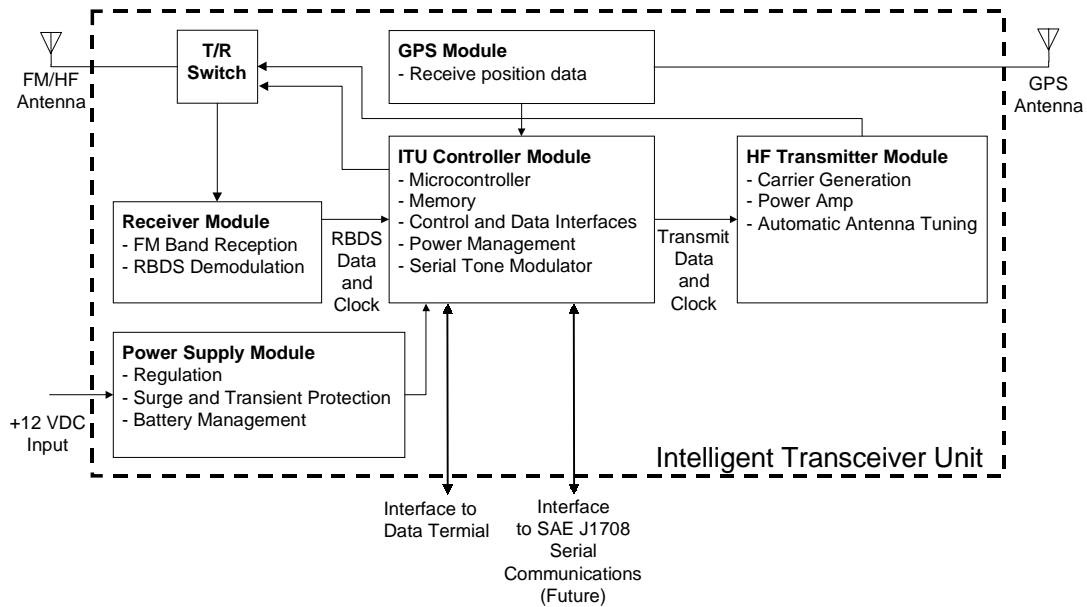 FM/HF
Antenna
T/R
Switch
GPS Module
- Receive position data
GPS
Antenna
ITU Controller Module
- Microcontroller
- Memory
- Control and Data Interfaces
- Power Management
- Serial Tone Modulator
HF Transmitter Module
- Carrier Generation
- Power Amp
- Automatic Antenna Tuning
Receiver Module
- FM Band Reception
- RBDS Demodulation
RBDS
Data
and
Clock
Transmit
Data
and
Clock
Power Supply Module
- Regulation
- Surge and Transient Protection
- Battery Management
+12 VDC
Input
Intelligent Transceiver Unit
Interface to
Data Termial
Interface
to SAE J1708
Serial
Communications
(Future)